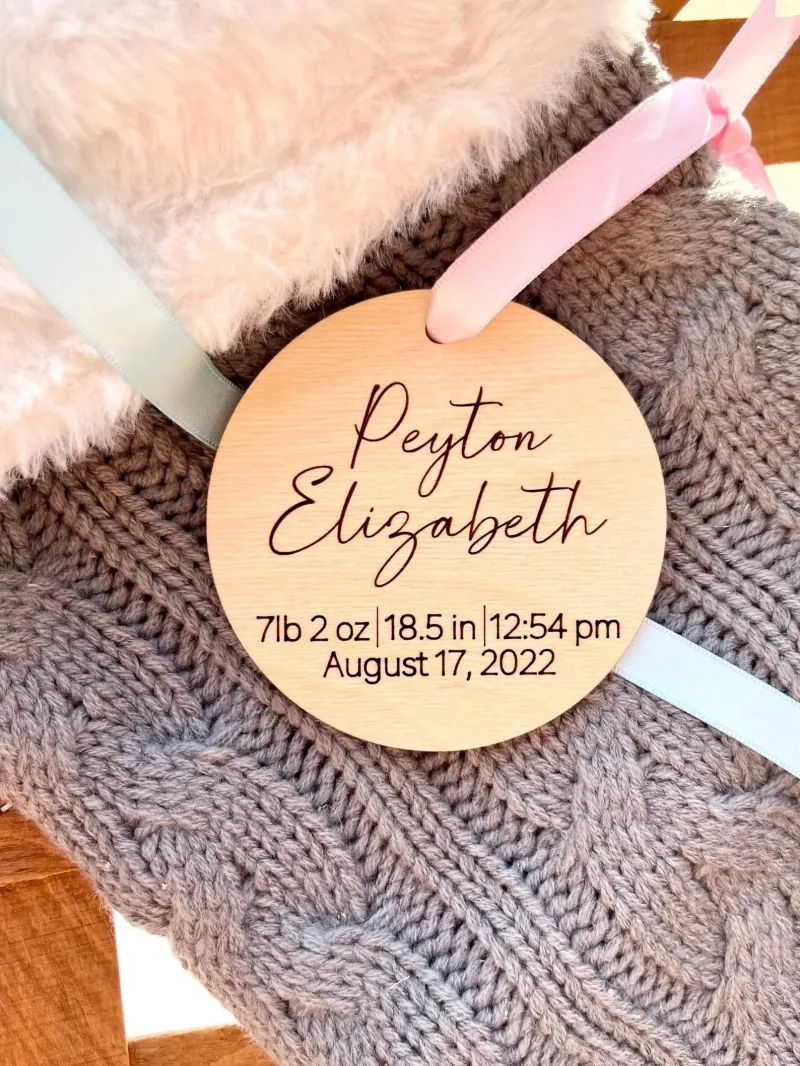 Peyton
Elizabeth
7lb 2 oz|18.5 in|12:54 pm
August 17, 2022